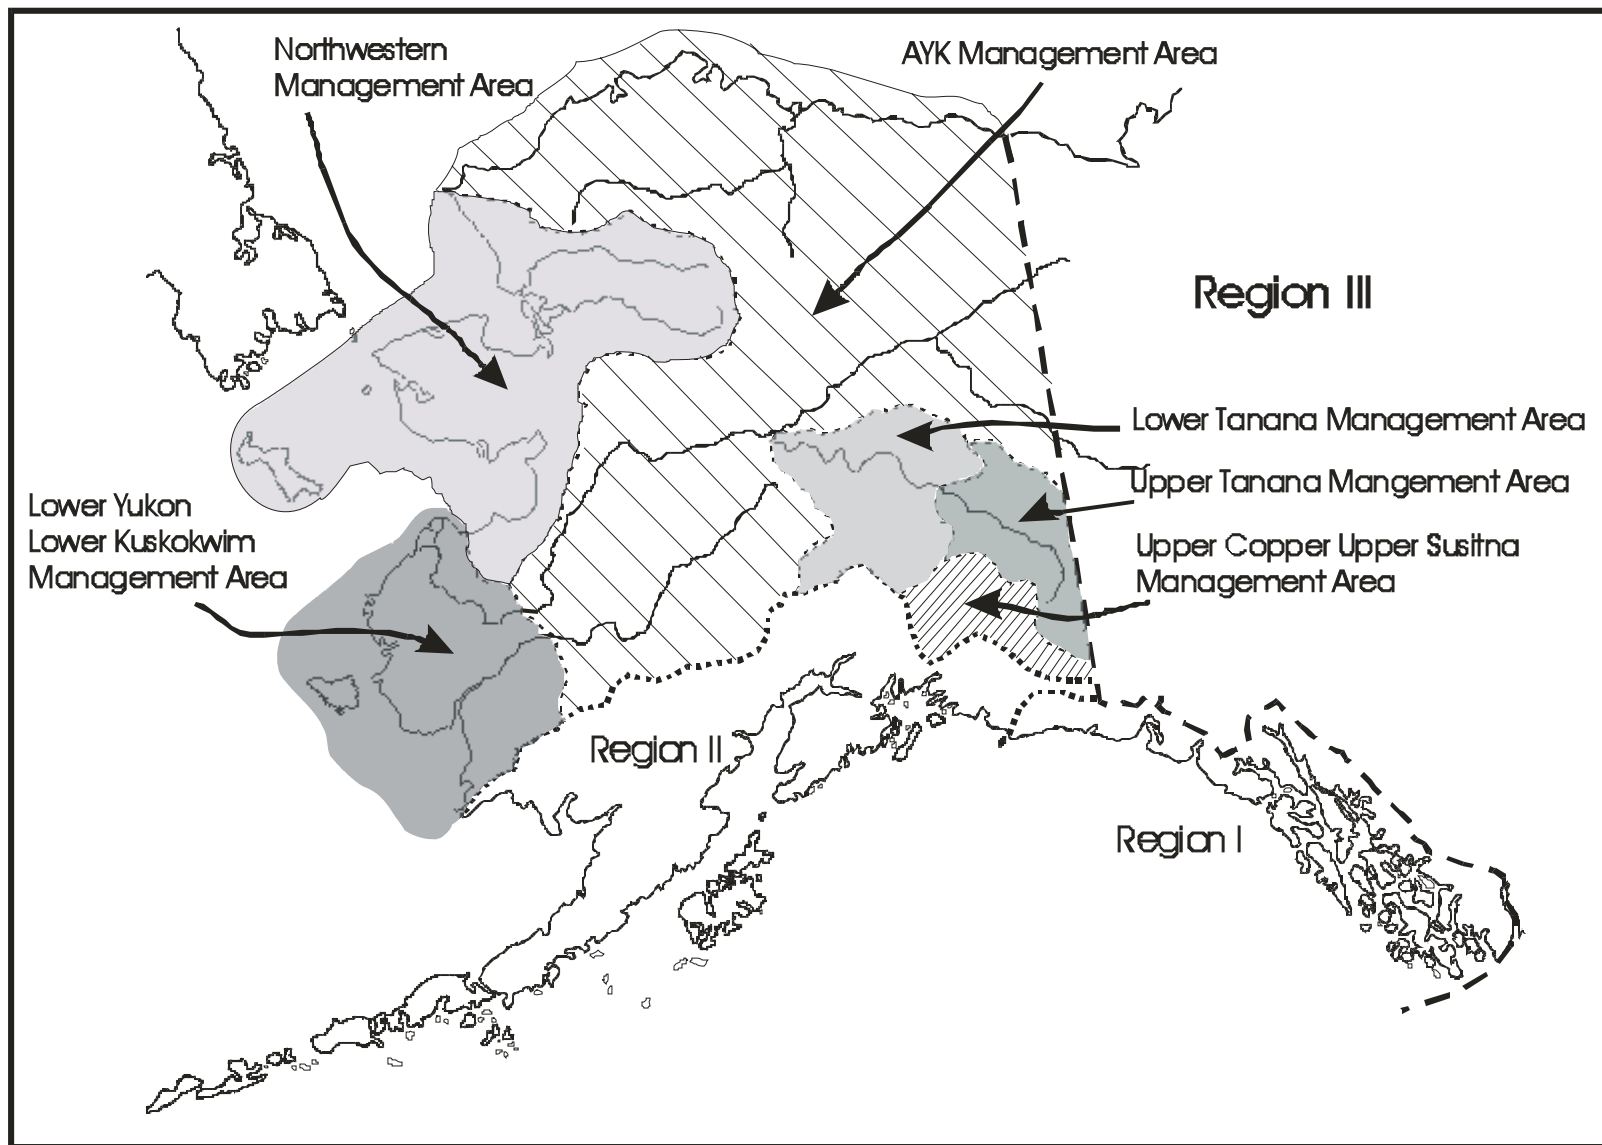 Northwestern
Management Area
AYK Management Area
Region III
Lower Tanana Management Area
Upper Tanana Mangement Area
Lower Yukon
Lower Kuskokwim
Management Area
Upper Copper Upper Susitna
Management Area
Region II
Region I